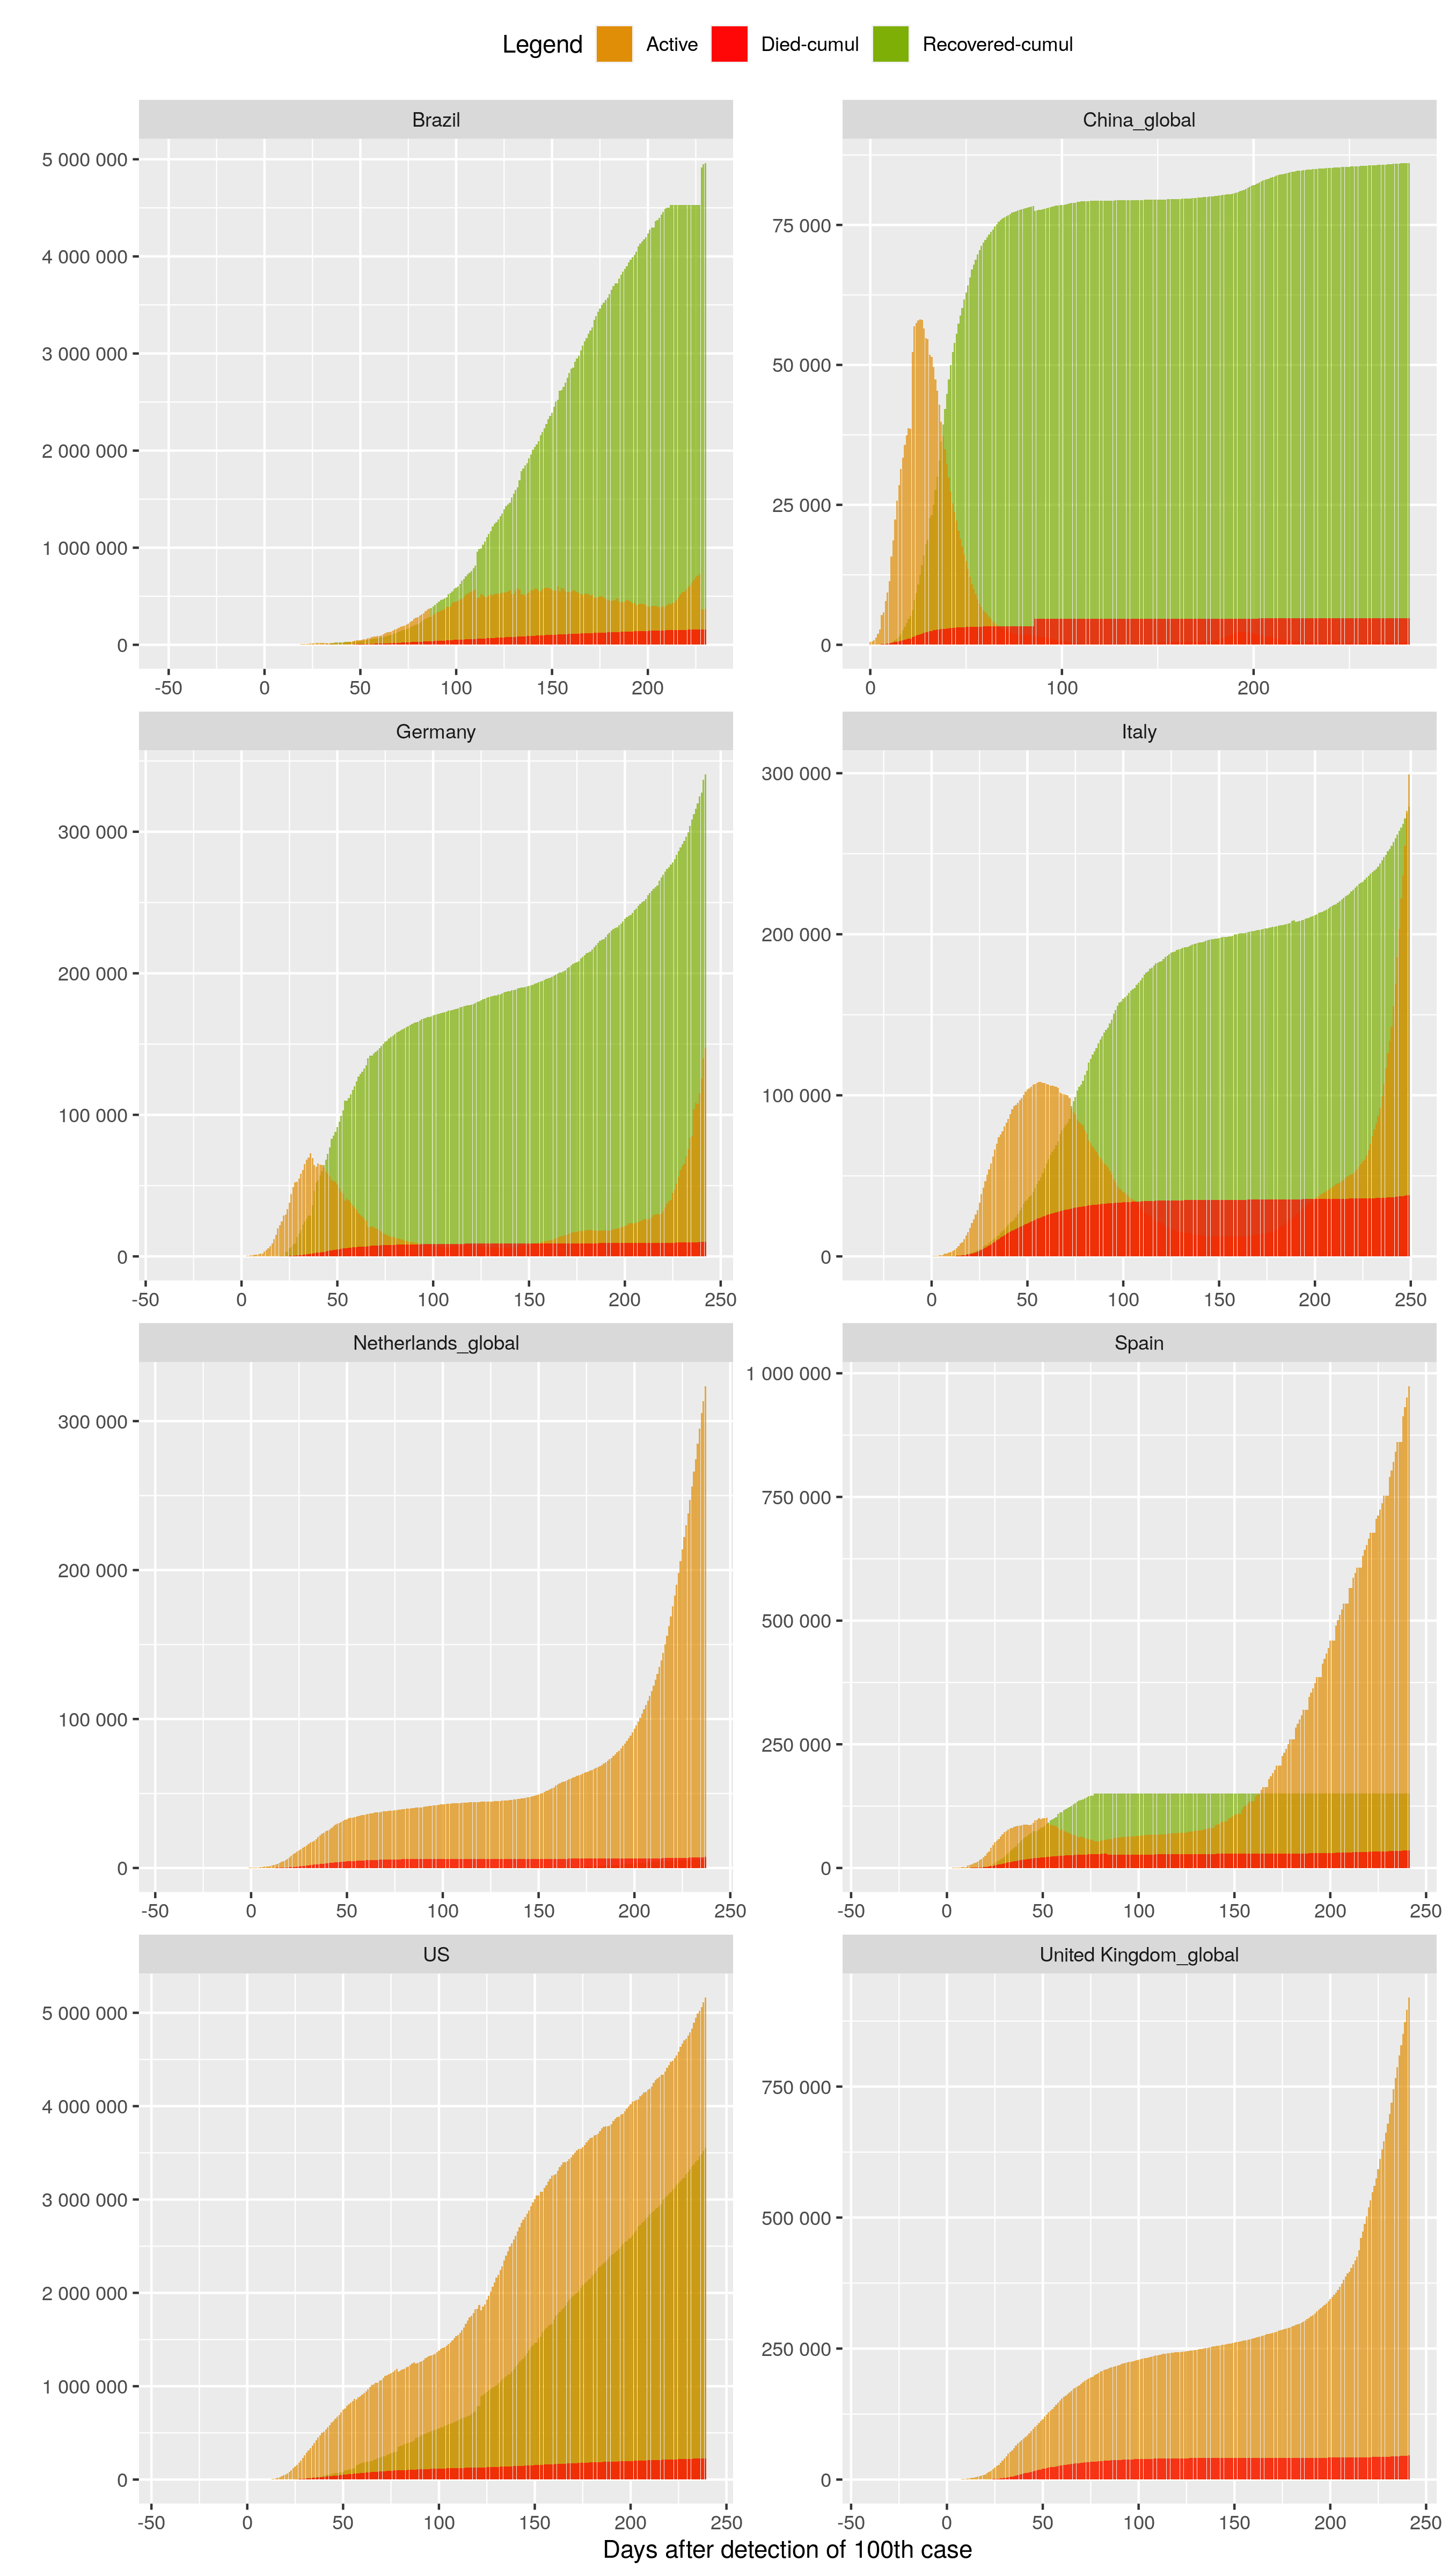 Legend Active Died-cumul Recovered-cumul
Brazil China_global
5 000 000
4 000 000
3 000 000
2 000 000
1 000 000
0
-50 0 50 100 150 200
75 000
50 000
25 000
0
0 100 200
Germany Italy
300 000
200 000
100 000
0
-50 0 50 100 150 200 250
300 000
200 000
100 000
0
0 50 100 150 200 250
Netherlands_global Spain
300 000
200 000
100 000
0
-50 0 50 100 150 200 250
1 000 000
750 000
500 000
250 000
0
-50 0 50 100 150 200 250
US United Kingdom_global
5 000 000
4 000 000
3 000 000
2 000 000
1 000 000
0
-50 0 50 100 150 200 250
750 000
500 000
250 000
0
-50 0 50 100 150 200 250
Days after detection of 100th case